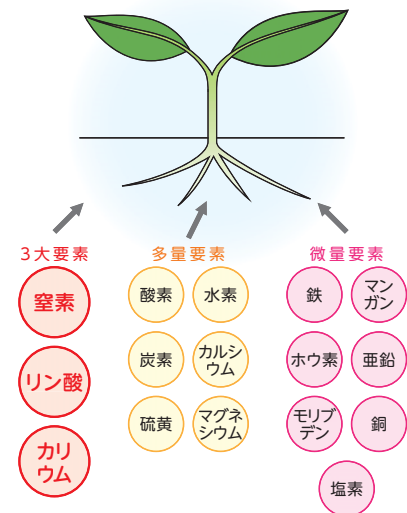 3大要素
窒素
リン酸
カリ
ウム
多量要素
酸素
水素
炭素
カルシ
ウム
硫黄
マグネ
シウム
微量要素
鉄
マン
ガン
ホウ素
亜鉛
モリブ
デン
銅
塩素